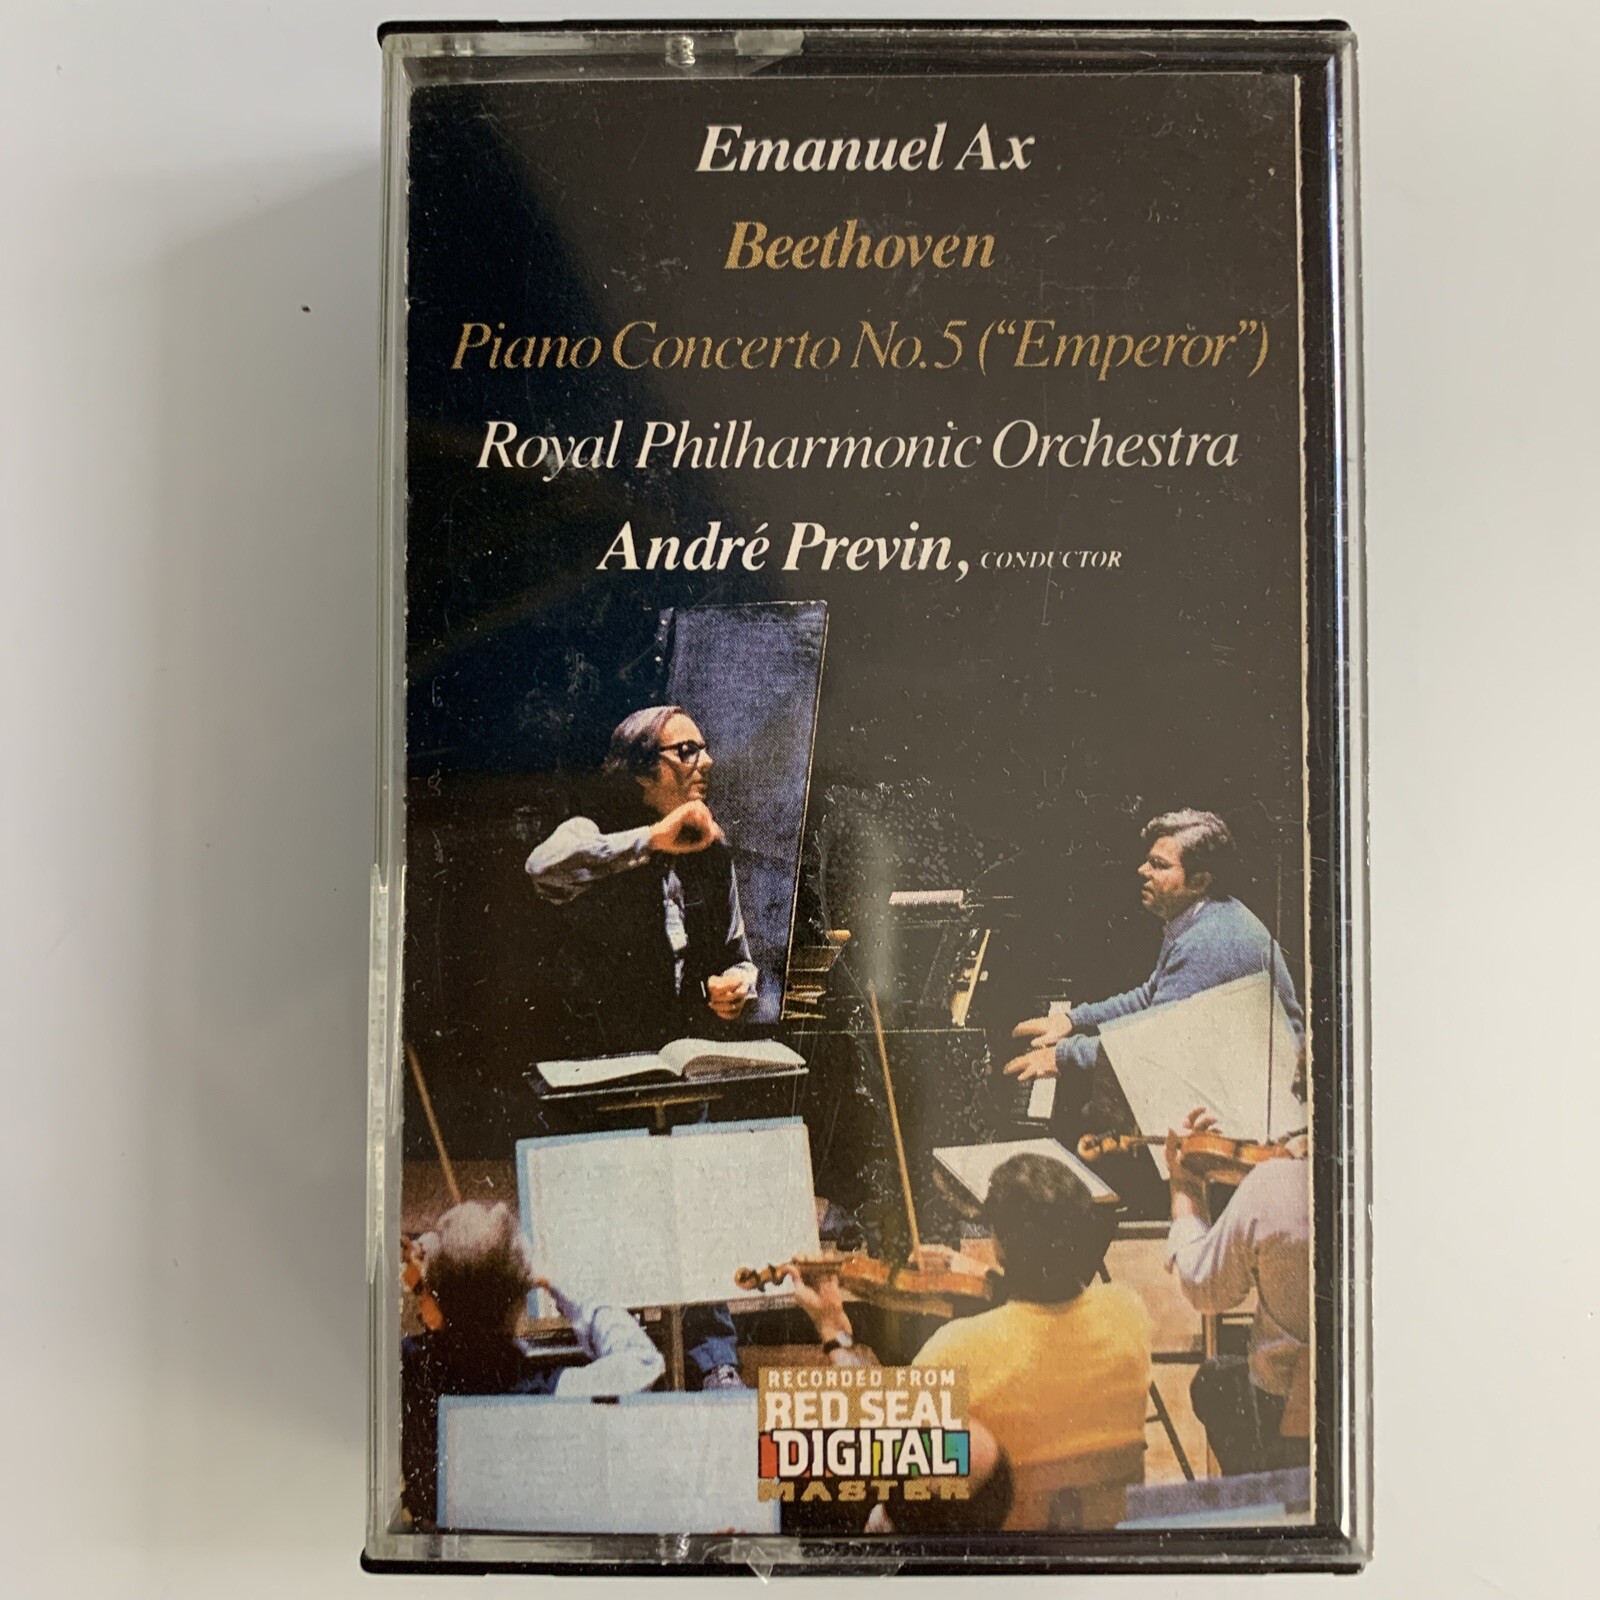 Emanuel Ax
Beethoven
Piano Concerto No.5 (“Emperor”)
Royal Philharmonic Orchestra
André Previn, CONDUCTOR
RECORDED FROM
RED SEAL
DIGITAL
MASTER